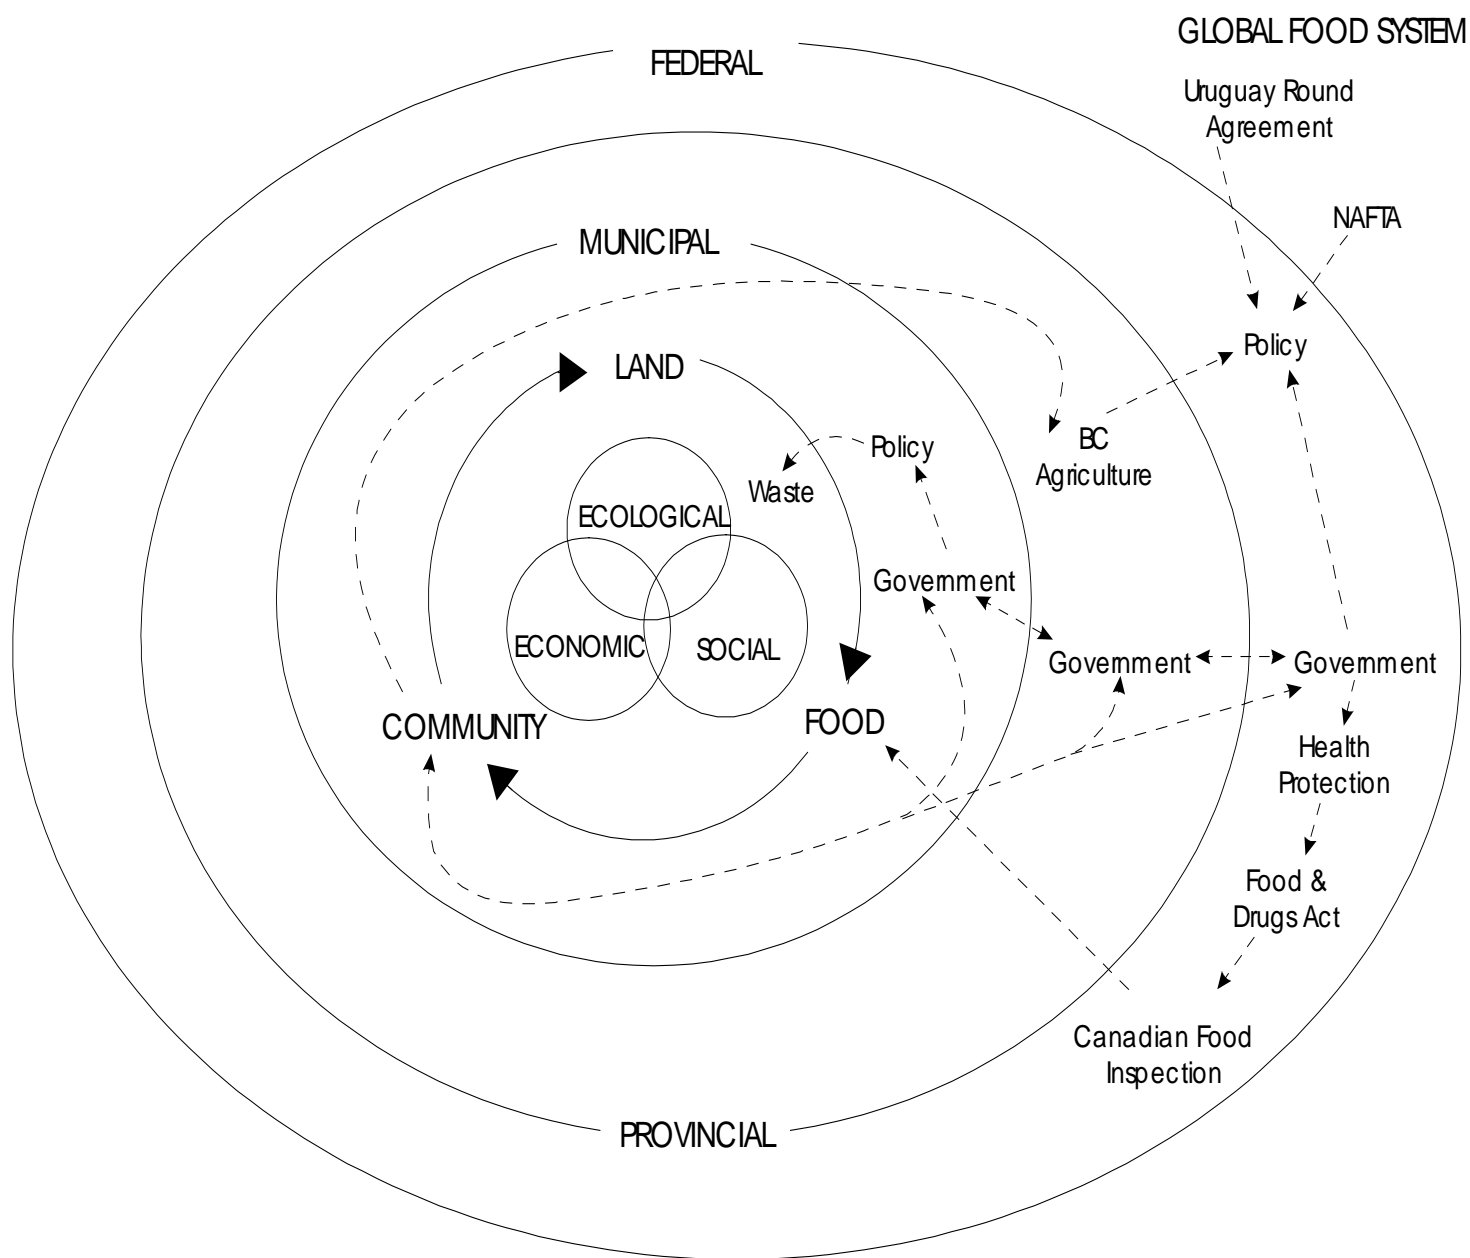 GLOBAL FOOD SYSTEM
FEDERAL
Uruguay Round
Agreement
NAFTA
MUNICIPAL
Policy
LAND
Policy
BC
Agriculture
Waste
ECOLOGICAL
Government
ECONOMIC
SOCIAL
Government
Government
COMMUNITY
FOOD
Health
Protection
Food &
Drugs Act
Canadian Food
Inspection
PROVINCIAL